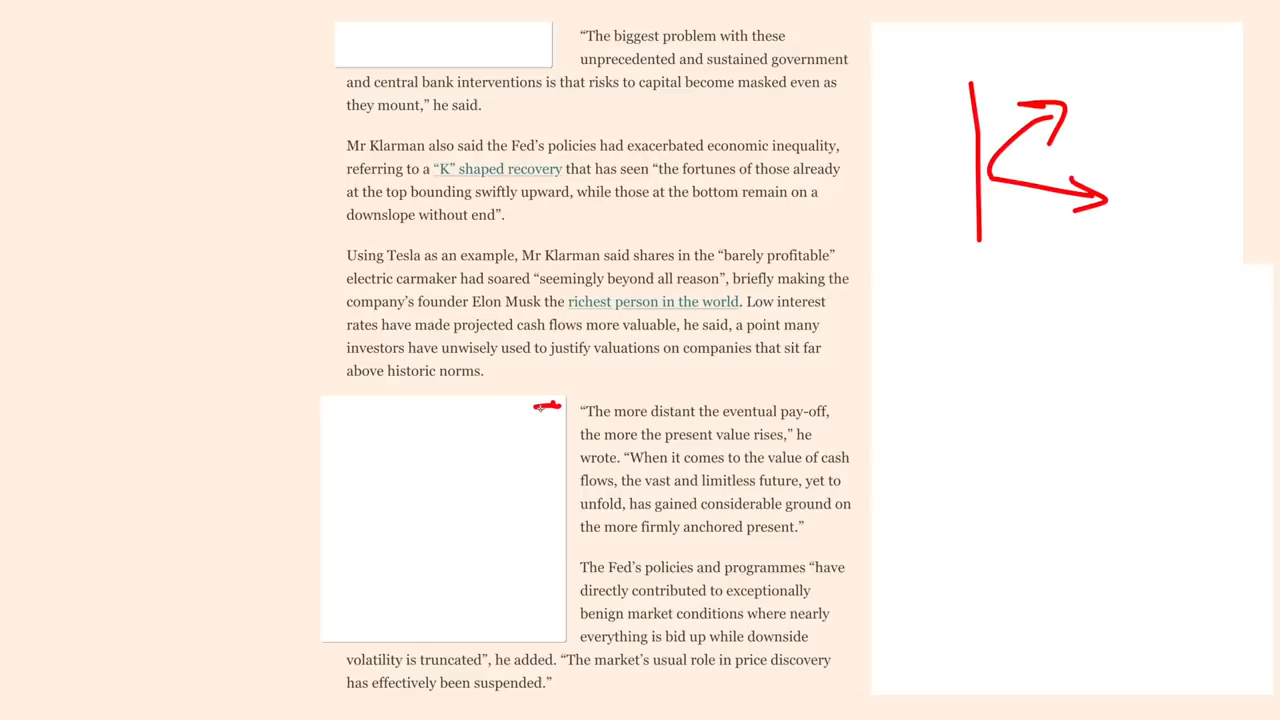 “The biggest problem with these
unprecedented and sustained government
and central bank interventions is that risks to capital become masked even as
they mount,” he said.
Mr Klarman also said the Fed’s policies had exacerbated economic inequality,
referring to a “K” shaped recovery that has seen “the fortunes of those already
at the top bounding swiftly upward, while those at the bottom remain on a
downslope without end”.
Using Tesla as an example, Mr Klarman said shares in the “barely profitable”
electric carmaker had soared “seemingly beyond all reason”, briefly making the
company’s founder Elon Musk the richest person in the world. Low interest
rates have made projected cash flows more valuable, he said, a point many
investors have unwisely used to justify valuations on companies that sit far
above historic norms.
“The more distant the eventual pay-off,
the more the present value rises,” he
wrote. “When it comes to the value of cash
flows, the vast and limitless future, yet to
unfold, has gained considerable ground on
the more firmly anchored present.”
The Fed’s policies and programmes “have
directly contributed to exceptionally
benign market conditions where nearly
everything is bid up while downside
volatility is truncated”, he added. “The market’s usual role in price discovery
has effectively been suspended.”
K